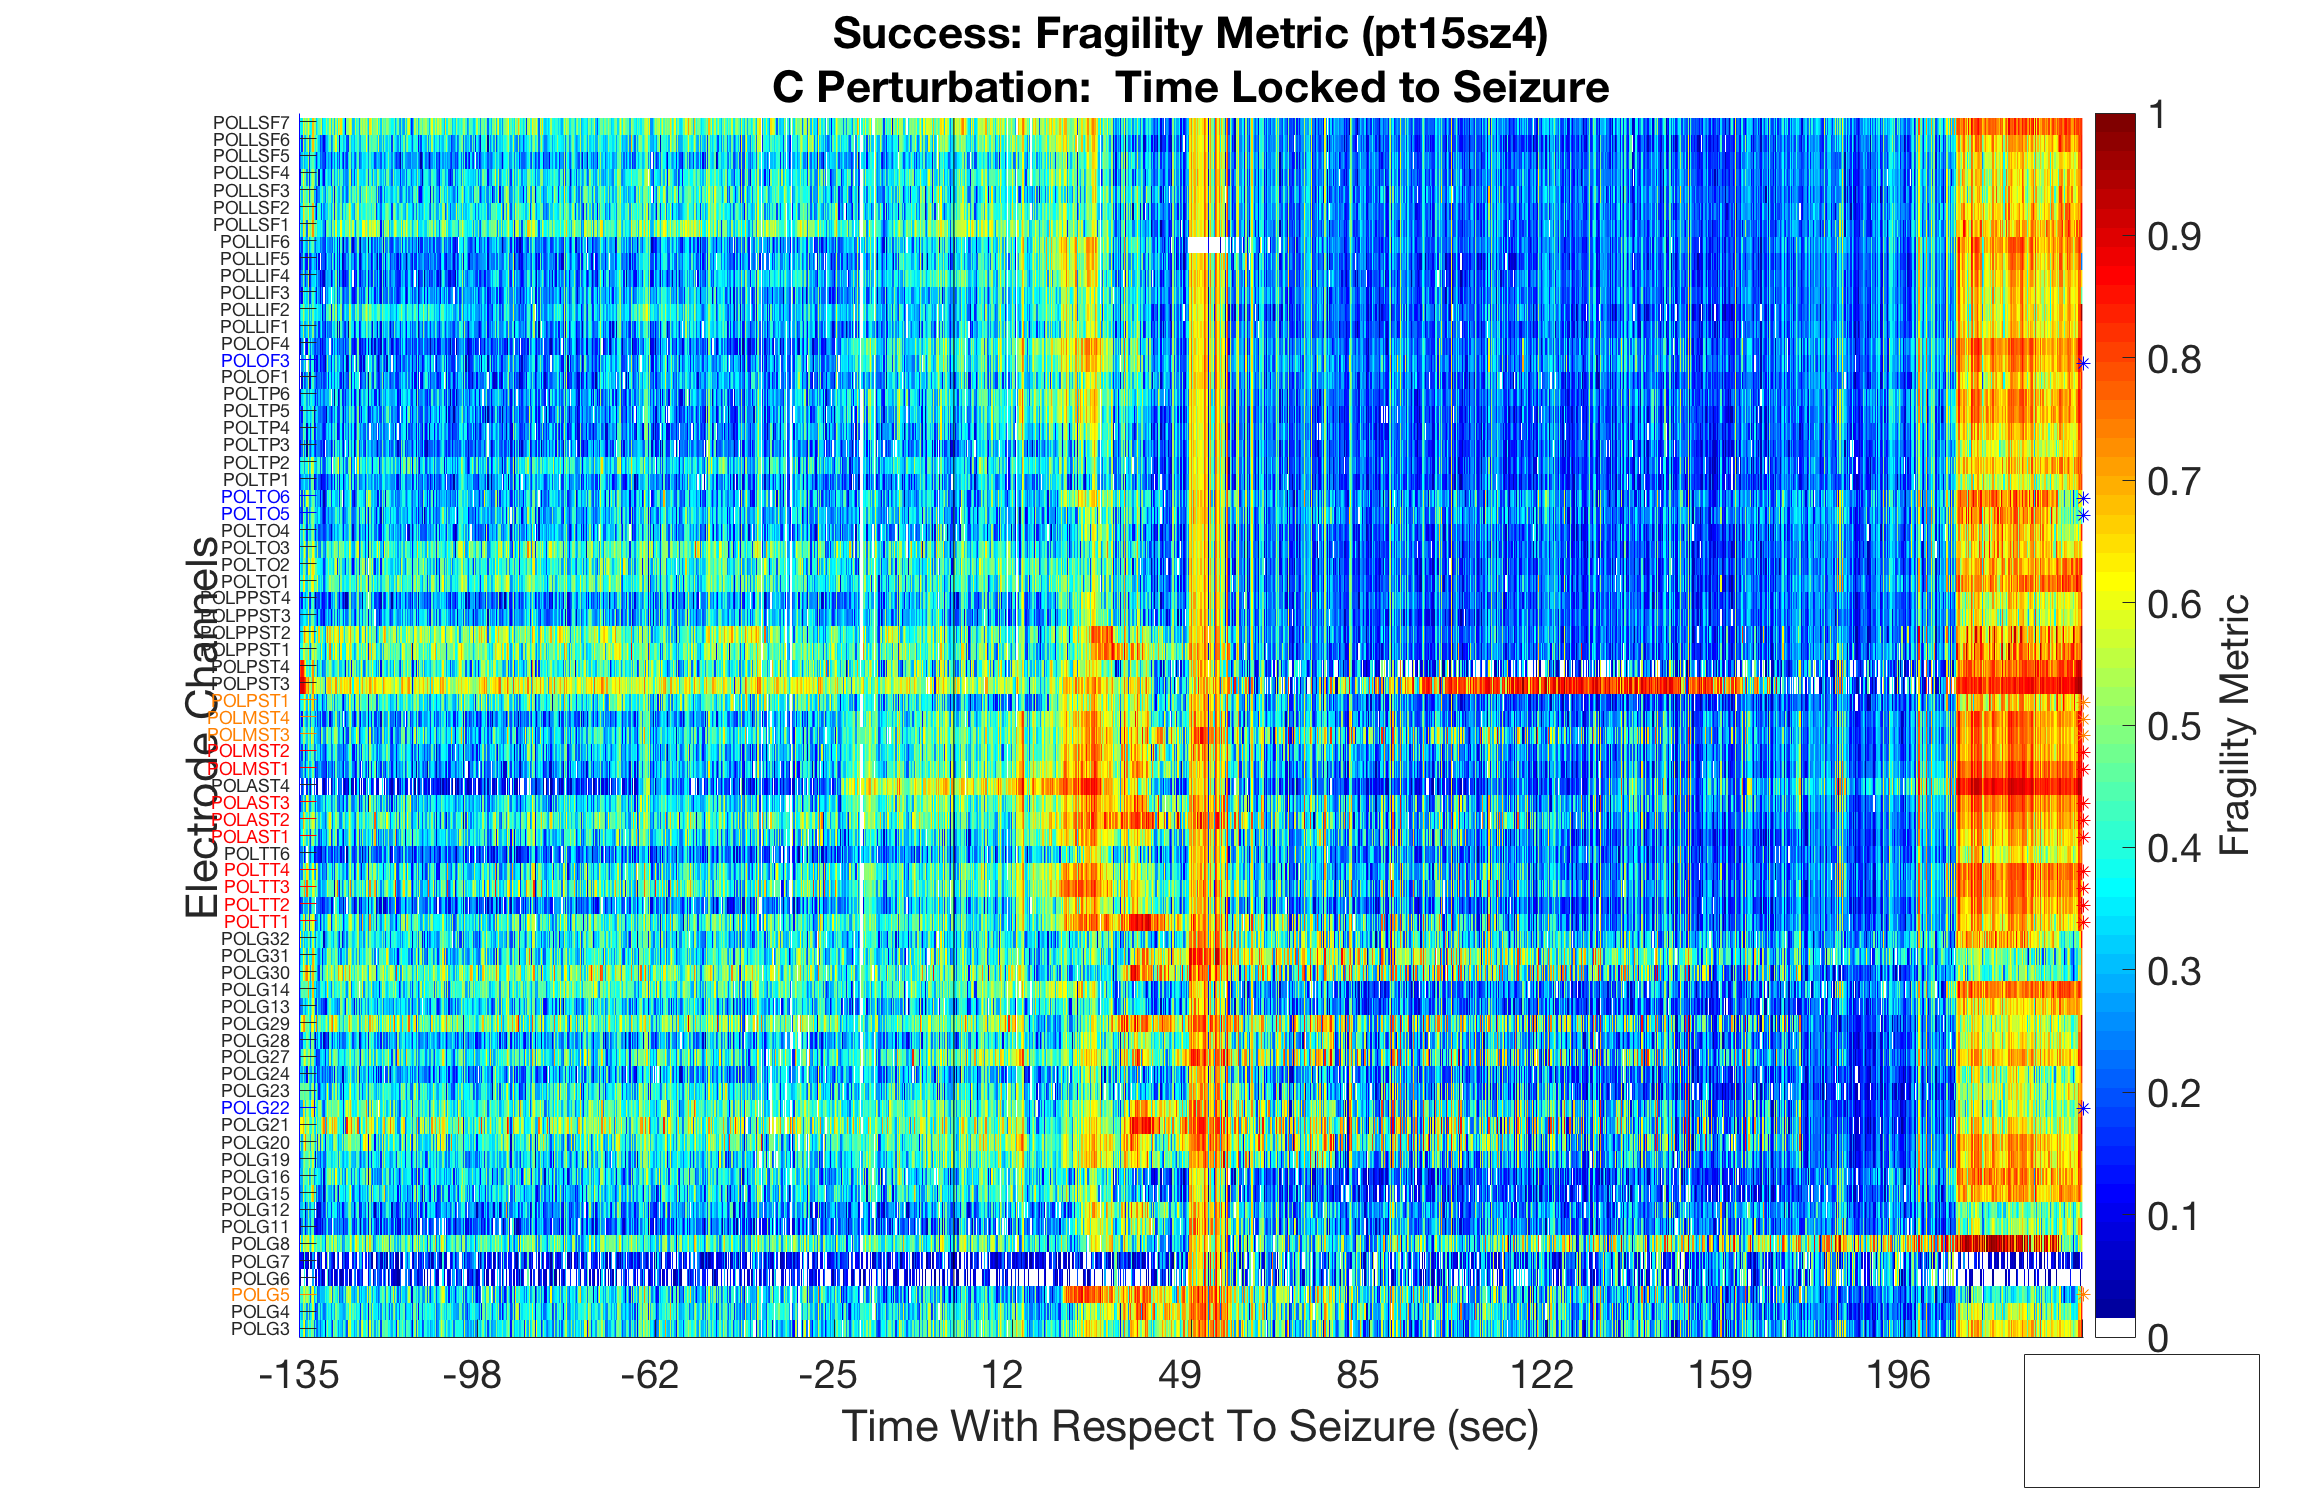 Success: Fragility Metric (pt15sz4)
C Perturbation:  Time Locked to Seizure
POLLSF7
POLLSF6
POLLSF5
POLLSF4
POLLSF3
POLLSF2
POLLSF1
POLLIF6
POLLIF5
POLLIF4
POLLIF3
POLLIF2
POLLIF1
POLOF4
POLOF3
POLOF1
POLTP6
POLTP5
POLTP4
POLTP3
POLTP2
POLTP1
POLTO6
POLTO5
POLTO4
POLTO3
POLTO2
POLTO1
POLPPST4
POLPPST3
POLPPST2
POLPPST1
POLPST4
POLPST3
POLPST1
POLMST4
POLMST3
POLMST2
POLMST1
POLAST4
POLAST3
POLAST2
POLAST1
POLTT6
POLTT4
POLTT3
POLTT2
POLTT1
POLG32
POLG31
POLG30
POLG14
POLG13
POLG29
POLG28
POLG27
POLG24
POLG23
POLG22
POLG21
POLG20
POLG19
POLG16
POLG15
POLG12
POLG11
POLG8
POLG7
POLG6
POLG5
POLG4
POLG3
Electrode Channels
-135 -98 -62 -25 12 49 85 122 159 196
Time With Respect To Seizure (sec)
1
0.9
0.8
0.7
0.6
0.5
0.4
0.3
0.2
0.1
0
Fragility Metric